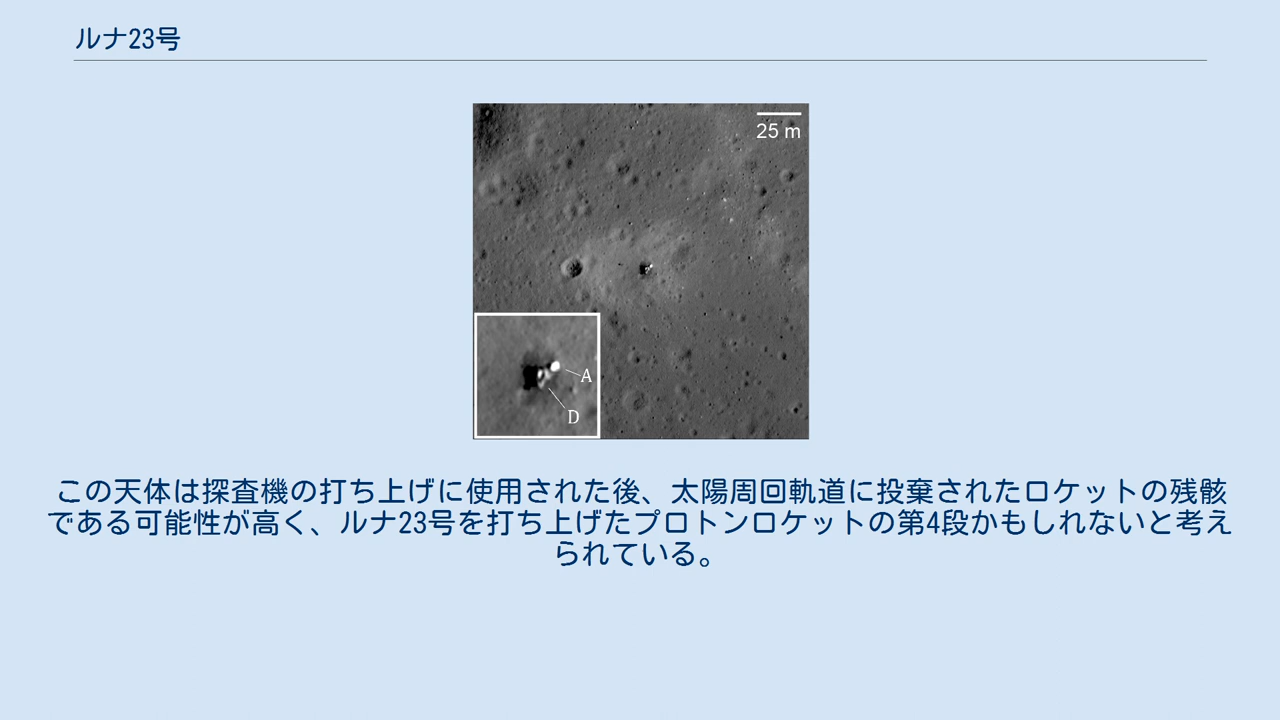 ルナ23号
25 m
A
D
この天体は探査機の打ち上げに使用された後、太陽周回軌道に投棄されたロケットの残骸
である可能性が高く、ルナ23号を打ち上げたプロトンロケットの第4段かもしれないと考え
られている。